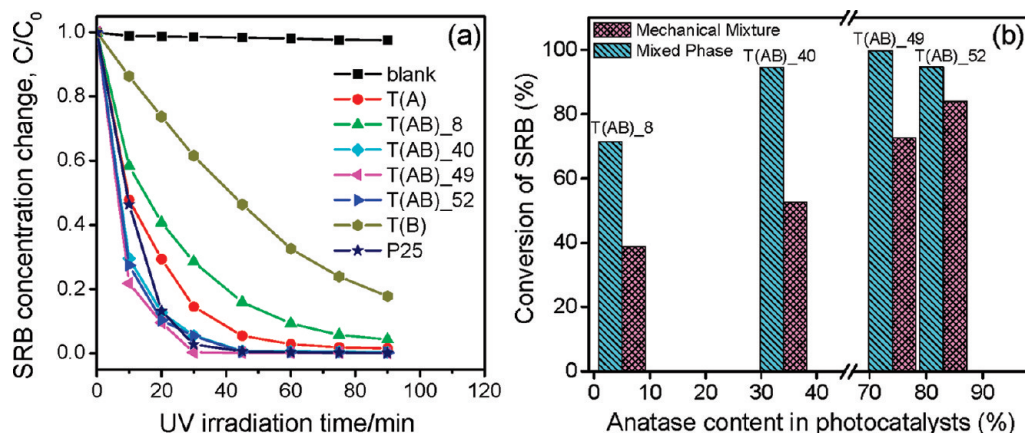 (a)
1.0
0.8
0.6
0.4
0.2
0.0
SRB concentration change, C/C₀
blank
T(A)
T(AB)_8
T(AB)_40
T(AB)_49
T(AB)_52
T(B)
P25
0 20 40 60 80 100 120
UV irradiation time/min
(b)
Mechanical Mixture
Mixed Phase
100
80
60
40
20
0
Conversion of SRB (%)
T(AB)_8
T(AB)_40
T(AB)_49
T(AB)_52
0 10 20 30 40 70 80 90
Anatase content in photocatalysts (%)